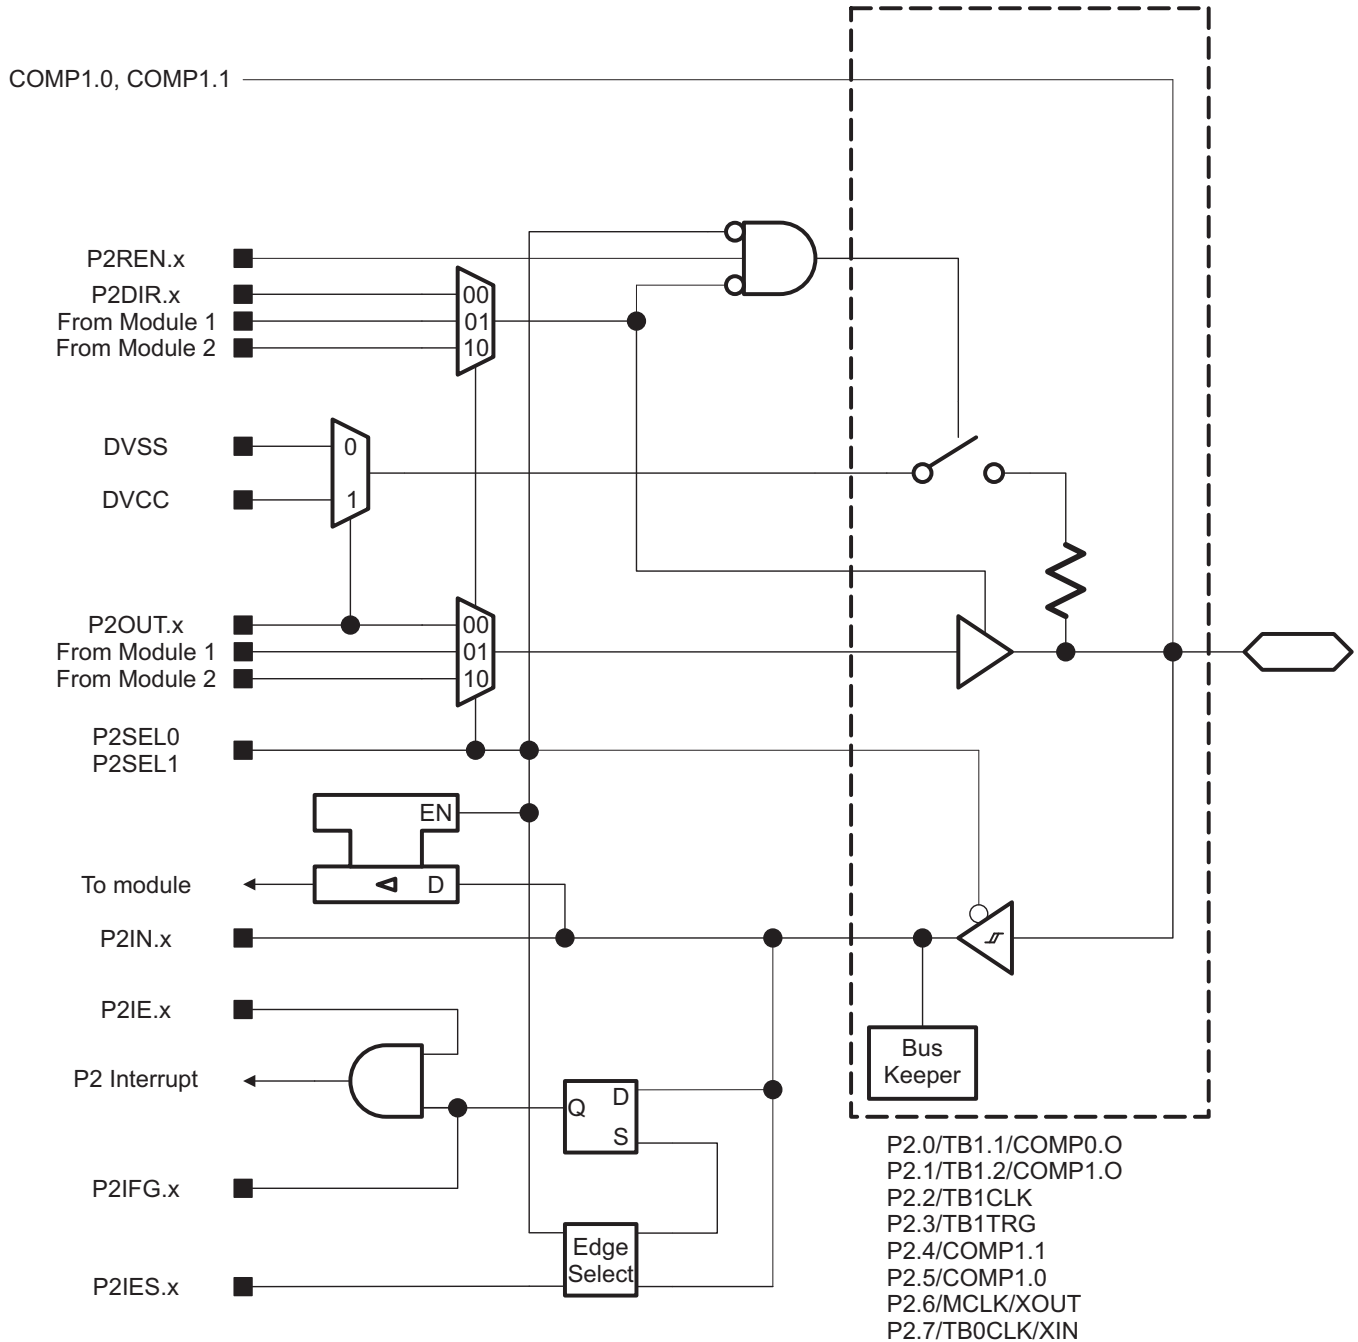 COMP1.0, COMP1.1
P2REN.x
P2DIR.x
From Module 1
From Module 2
00
01
10
DVSS
DVCC
0
1
P2OUT.x
From Module 1
From Module 2
00
01
10
P2SEL0
P2SEL1
EN
D
To module
P2IN.x
P2IE.x
P2 Interrupt
Q
D
S
Bus
Keeper
P2IFG.x
Edge
Select
P2IES.x
P2.0/TB1.1/COMP0.O
P2.1/TB1.2/COMP1.O
P2.2/TB1CLK
P2.3/TB1TRG
P2.4/COMP1.1
P2.5/COMP1.0
P2.6/MCLK/XOUT
P2.7/TB0CLK/XIN